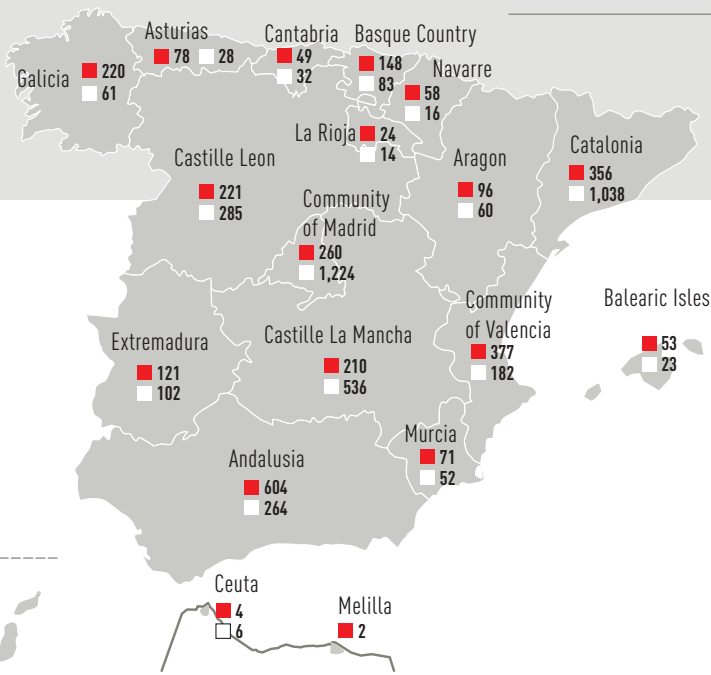 Asturias
78 28
Cantabria
49
32
Basque Country
148
83
Navarre
58
16
Galicia
220
61
La Rioja
24
14
Castille Leon
221
285
Aragon
96
60
Catalonia
356
1,038
Community
of Madrid
260
1,224
Community
of Valencia
377
182
Balearic Isles
53
23
Extremadura
121
102
Castille La Mancha
210
536
Murcia
71
52
Andalusia
604
264
Ceuta
4
6
Melilla
2